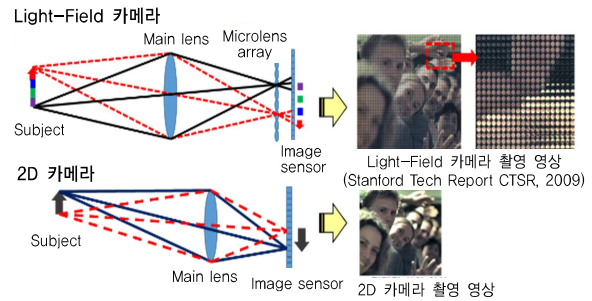 Light-Field 카메라
Main lens
Microlens
array
Subject
Image
sensor
Light-Field 카메라 촬영 영상
(Stanford Tech Report CTSR, 2009)
2D 카메라
Subject
Main lens
Image sensor
2D 카메라 촬영 영상